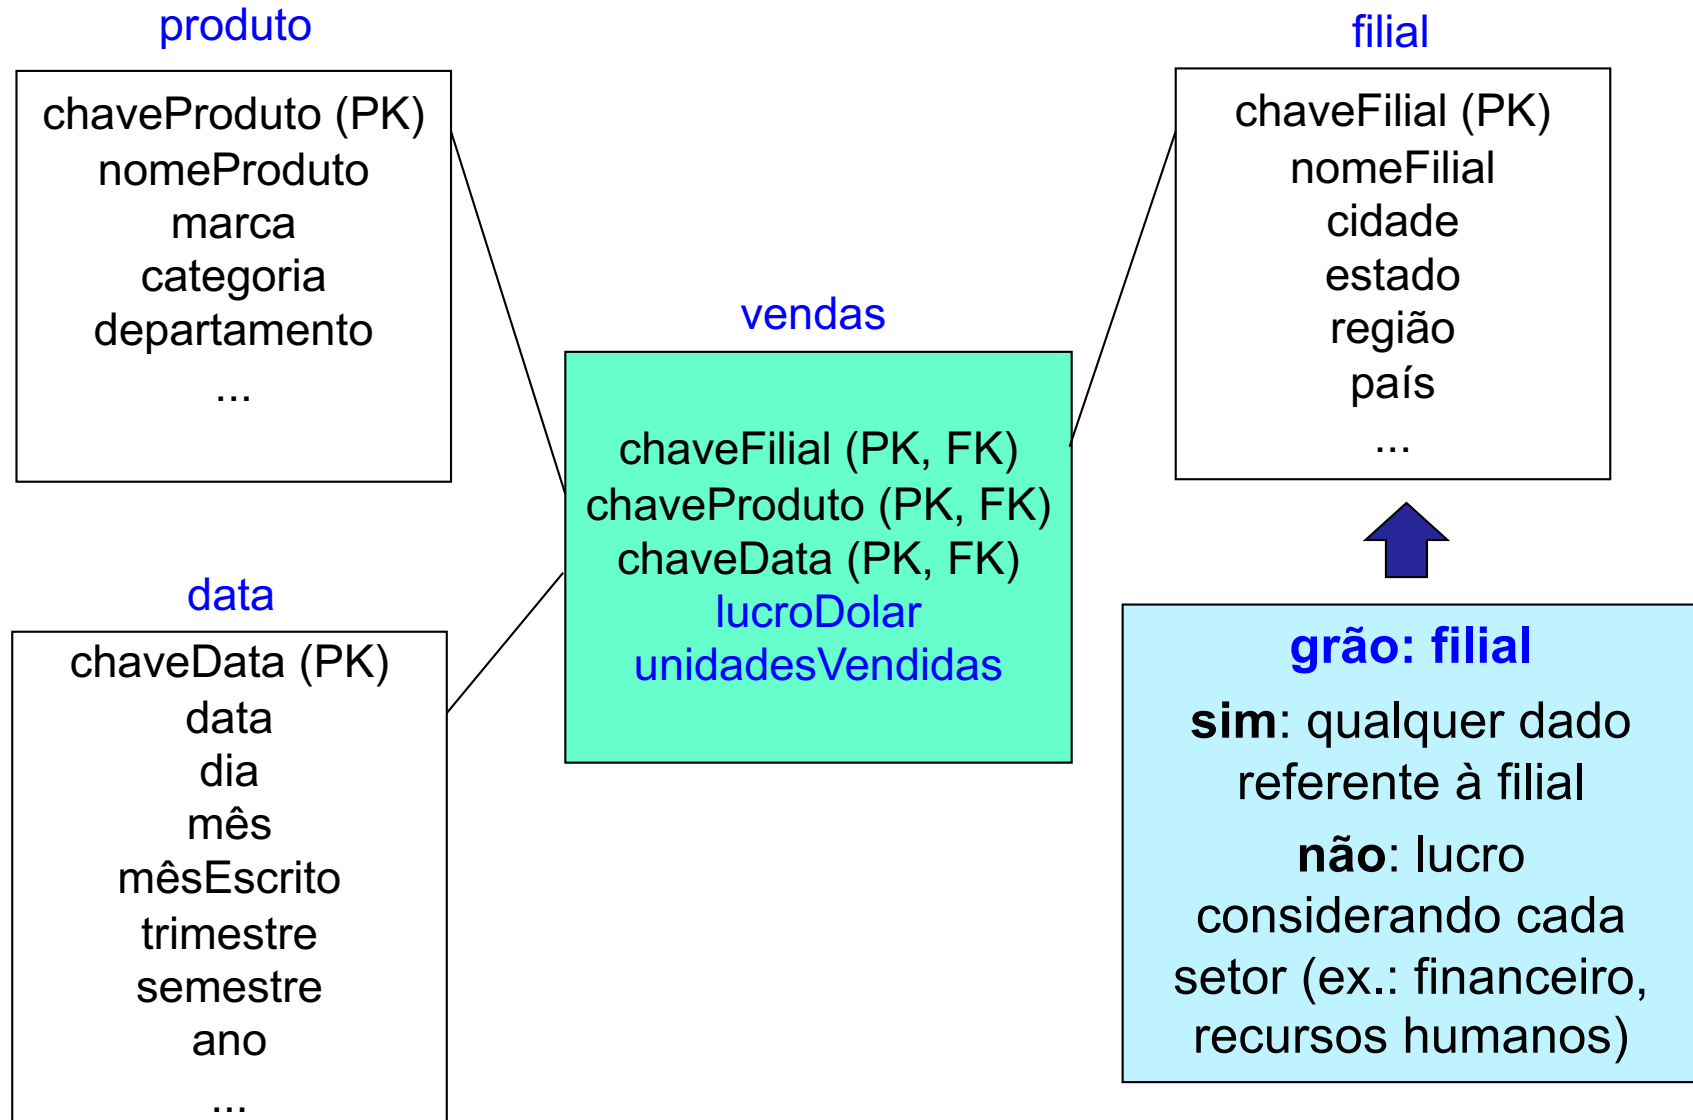 produto
chaveProduto (PK)
nomeProduto
marca
categoria
departamento
...
filial
chaveFilial (PK)
nomeFilial
cidade
estado
região
país
...
vendas
chaveFilial (PK, FK)
chaveProduto (PK, FK)
chaveData (PK, FK)
lucroDolar
unidadesVendidas
data
chaveData (PK)
data
dia
mês
mêsEscrito
trimestre
semestre
ano
...
grão: filial
sim: qualquer dado
referente à filial
não: lucro
considerando cada
setor (ex.: financeiro,
recursos humanos)